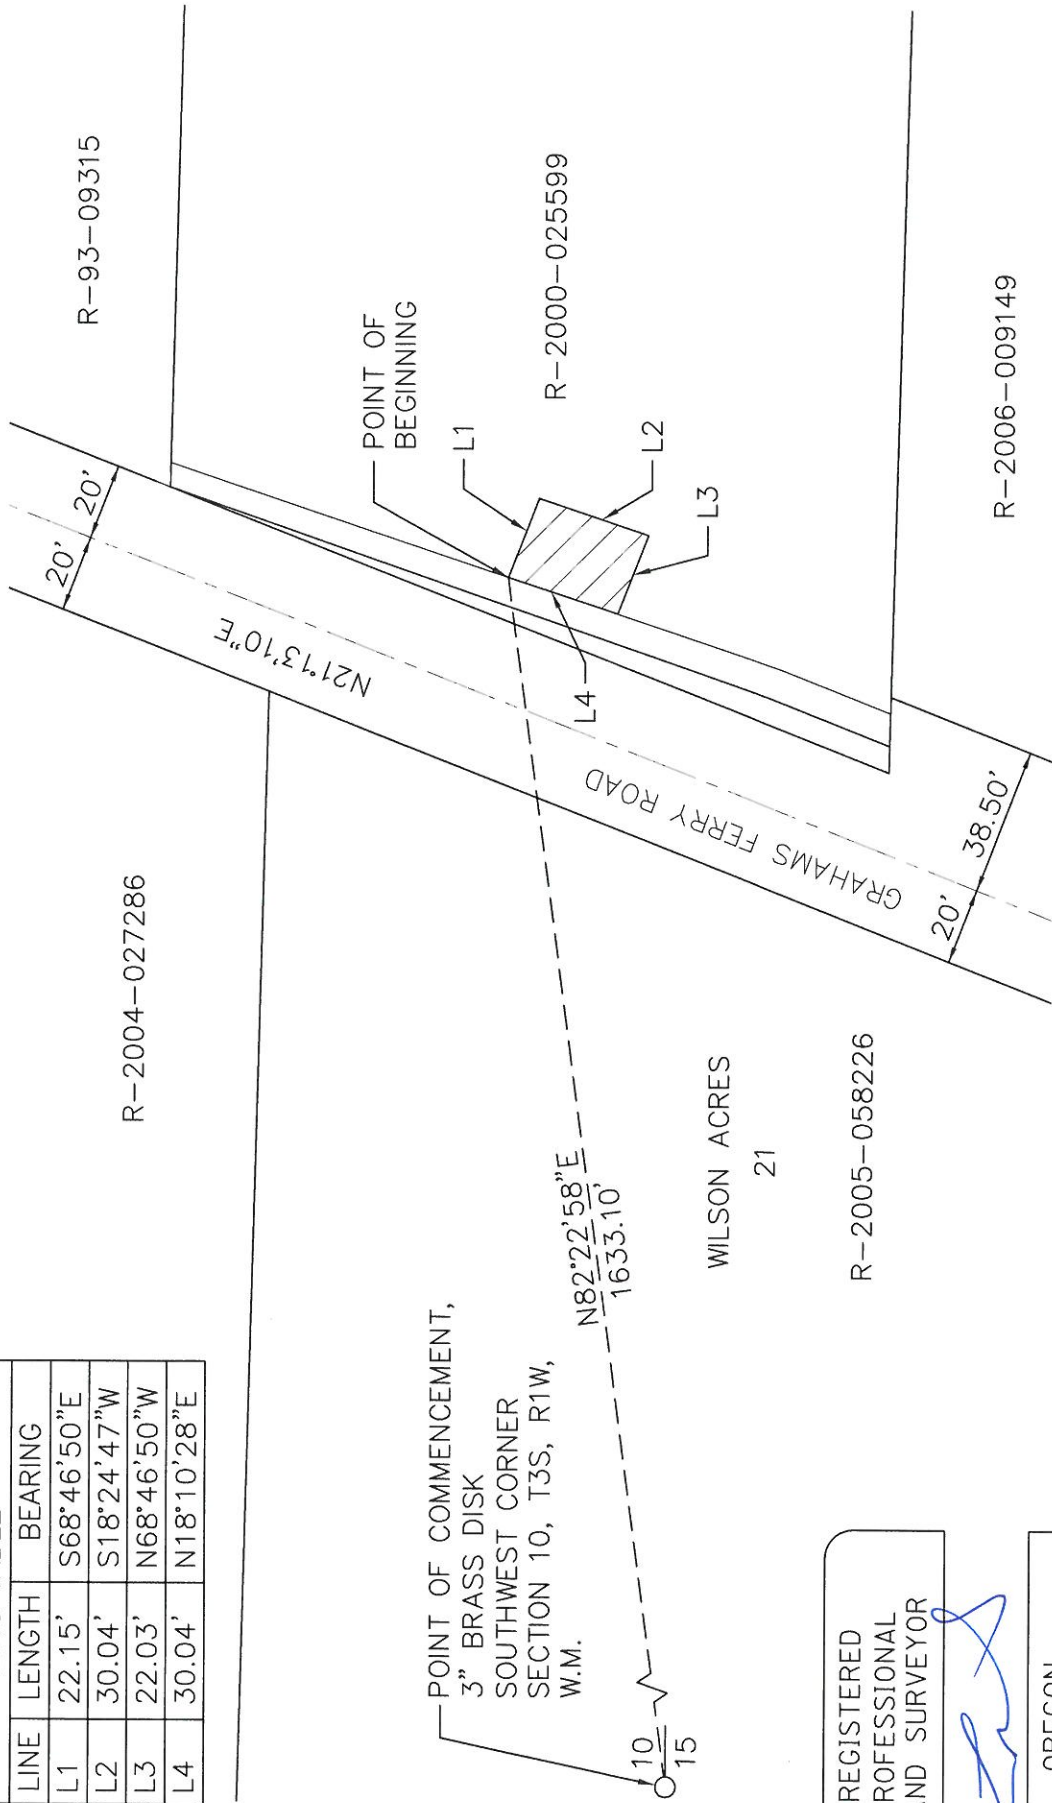 LINE LENGTH BEARING
L1 22.15' S68°46'50"E
L2 30.04' S18°24'47"W
L3 22.03' N68°46'50"W
L4 30.04' N18°10'28"E
R-2004-027286
R-93-09315
20'
20'
N21°13'10"E
POINT OF
BEGINNING
L1
R-2000-025599
L2
L3
L4
GRAHAMS FERRY ROAD
20'
38.50'
R-2006-009149
POINT OF COMMENCEMENT,
3" BRASS DISK
SOUTHWEST CORNER
SECTION 10, T3S, R1W,
W.M.
N82°22'58"E
1633.10'
10
15
WILSON ACRES
21
R-2005-058226
REGISTERED
ROFESSIONAL
ND SURVEYOR
OREGON